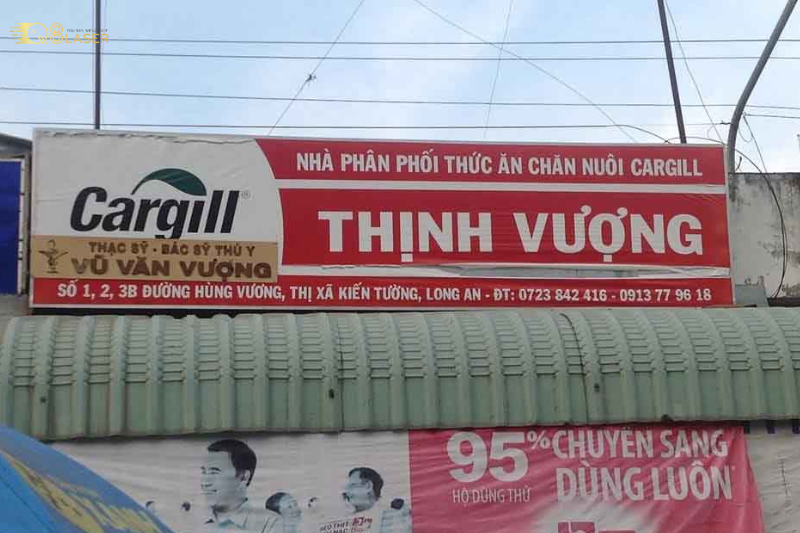 LASER
NHÀ PHÂN PHỐI THỨC ĂN CHĂN NUÔI CARGILL
Cargill®
THỊNH VƯỢNG
THẠC SỸ - BÁC SỸ THÚ Y
VŨ VĂN VƯỢNG
SỐ 1, 2, 3B ĐƯỜNG HÙNG VƯƠNG, THỊ XÃ KIẾN TƯỜNG, LONG AN - ĐT: 0723 842 416 - 0913 77 96 18
95% CHUYỂN SANG
HỘ DÙNG THỬ DÙNG LUÔN*